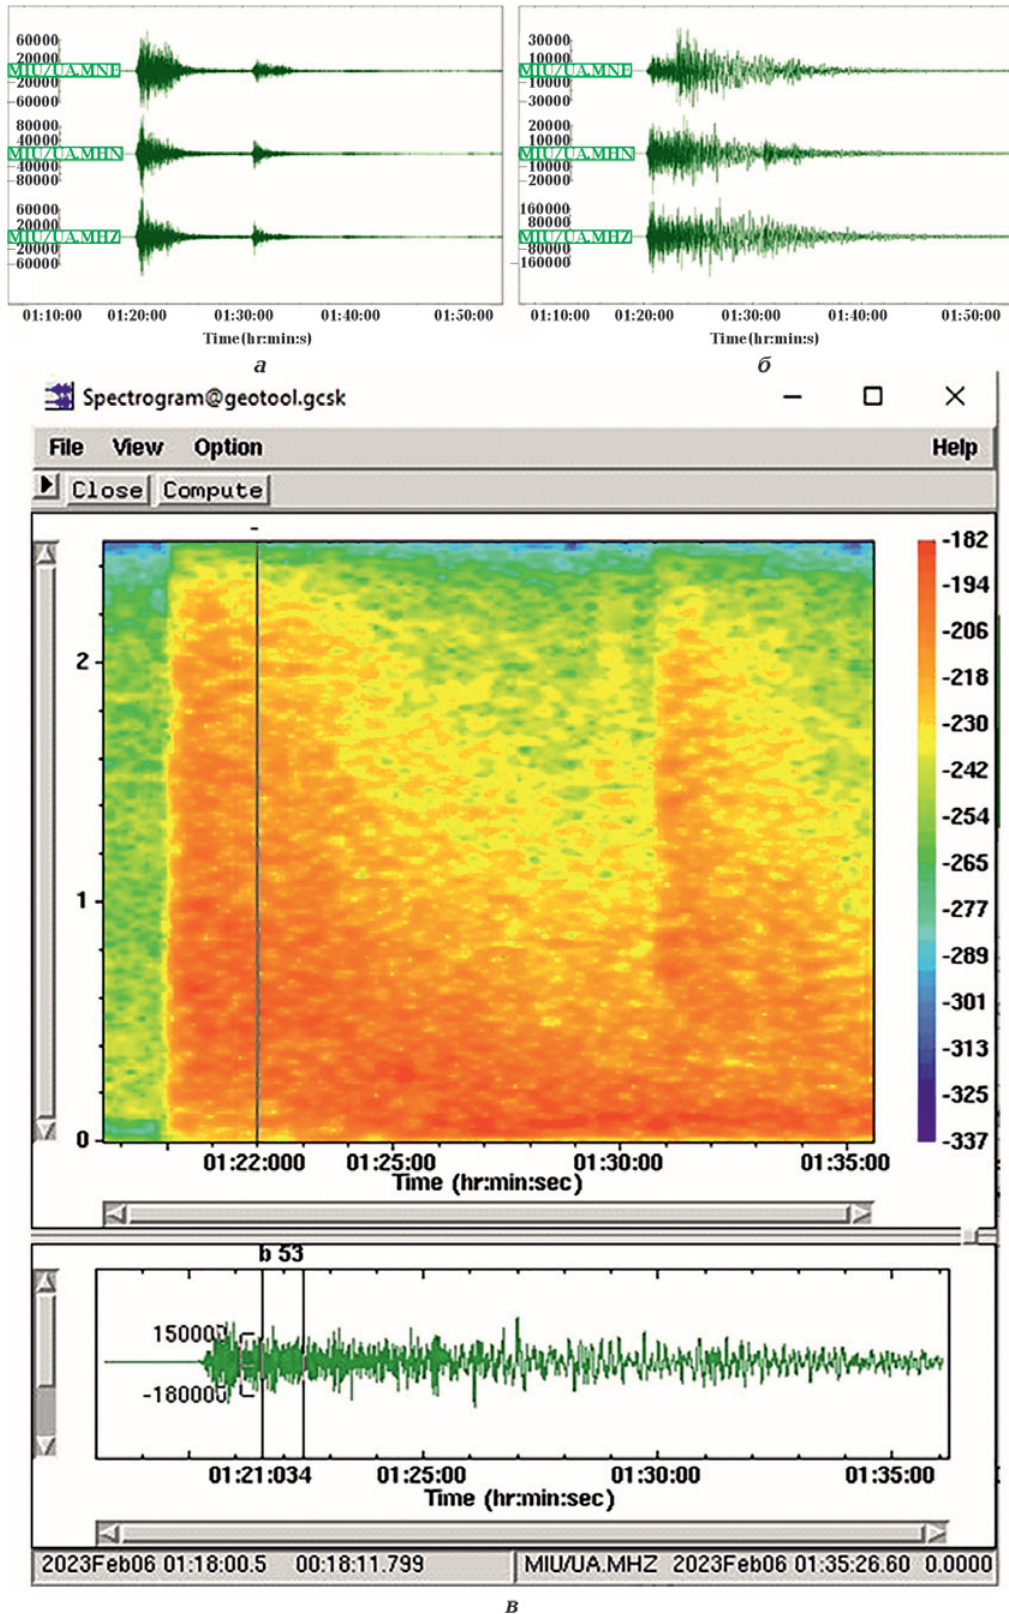 60000
20000
MIU/UA.MNE
20000
−60000
80000
40000
MIU/UA.MHN
40000
−80000
60000
20000
MIU/UA.MHZ
20000
−60000
01:10:00 01:20:00 01:30:00 01:40:00 01:50:00
Time(hr:min:s)
а
30000
10000
MIU/UA.MNE
10000
−30000
20000
10000
MIU/UA.MHN
10000
−20000
160000
80000
MIU/UA.MHZ
80000
−160000
01:10:00 01:20:00 01:30:00 01:40:00 01:50:00
Time(hr:min:s)
б
Spectrogram@geotool.gcsk
File View Option Help
Close Compute
-182
-194
-206
-218
-230
-242
-254
-265
-277
-289
-301
-313
-325
-337
2
1
0
01:22:000 01:25:00 01:30:00 01:35:00
Time (hr:min:sec)
b 53
150000
-180000
01:21:034 01:25:00 01:30:00 01:35:00
Time (hr:min:sec)
2023Feb06 01:18:00.5 00:18:11.799 MIU/UA.MHZ 2023Feb06 01:35:26.60 0.0000
в